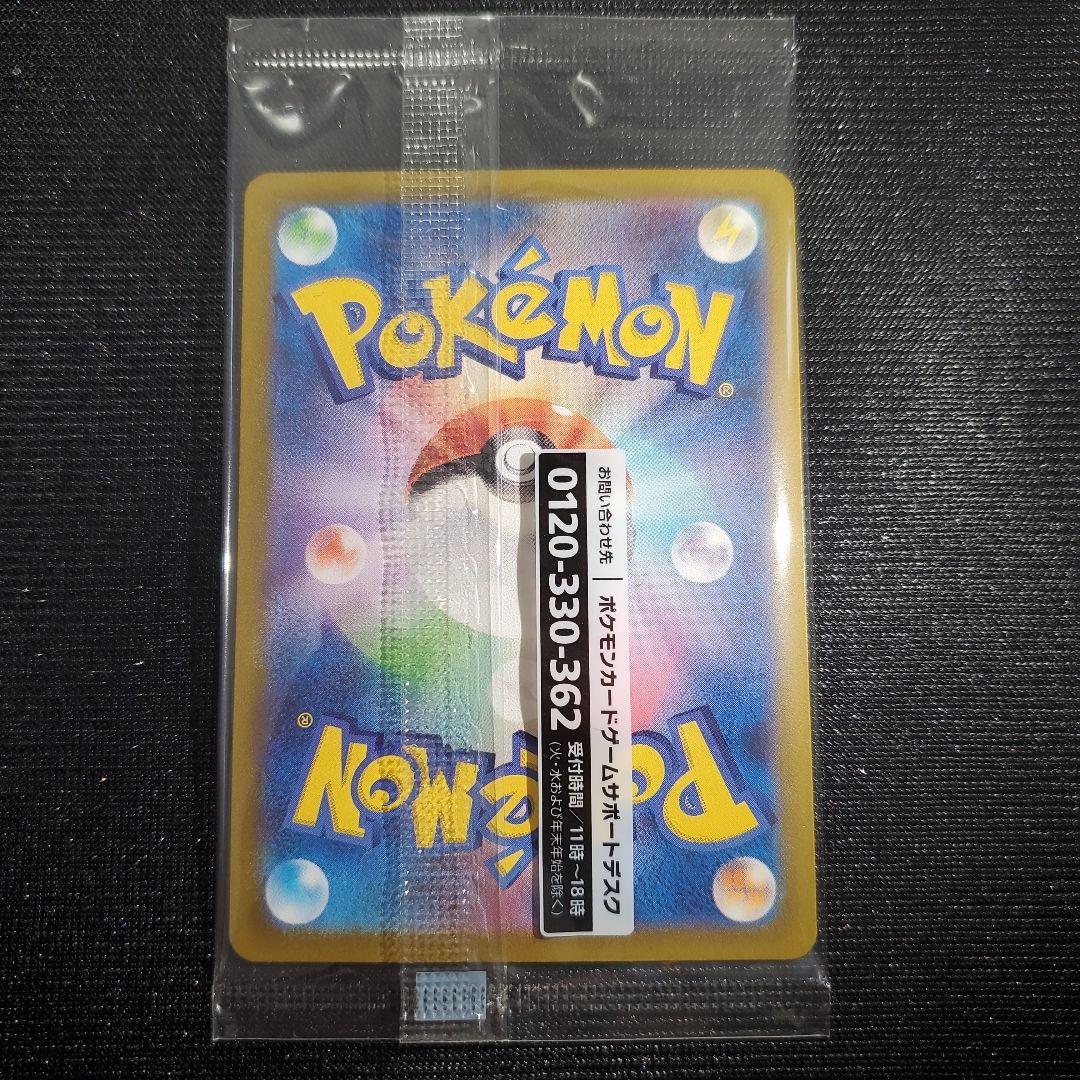 POKéMON
®
お問い合わせ先 | ポケモンカードゲームサポートデスク
0120-330-362 受付時間/11時~18時
(火・水および年末年始を除く)
POKéMON
®